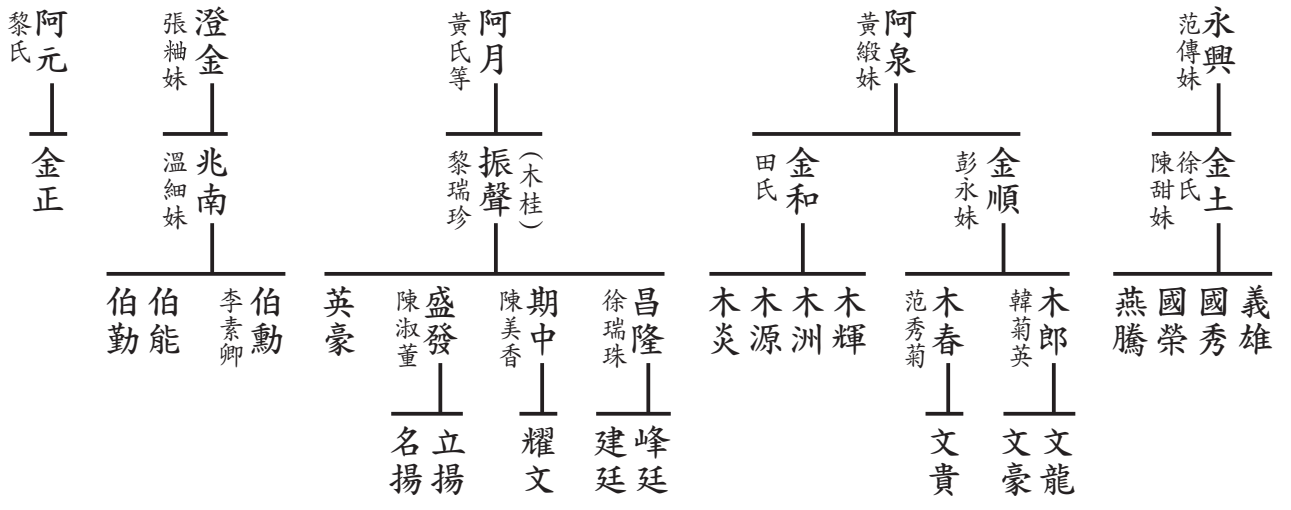 永興
范傳妹
阿泉
黃緞妹
阿月
黃氏等
澄金
張粙妹
阿元
黎氏
金土
徐氏
陳甜妹
金順
彭永妹
金和
田氏
(木桂)
振聲
黎瑞珍
兆南
溫細妹
金正
義雄
國秀
國榮
燕騰
木郎
韓菊英
木春
范秀菊
木輝
木洲
木源
木炎
昌隆
徐瑞珠
期中
陳美香
盛發
陳淑董
英豪
伯勳
李素卿
伯能
伯勤
文龍
文豪
文貴
峰廷
建廷
耀文
立揚
名揚